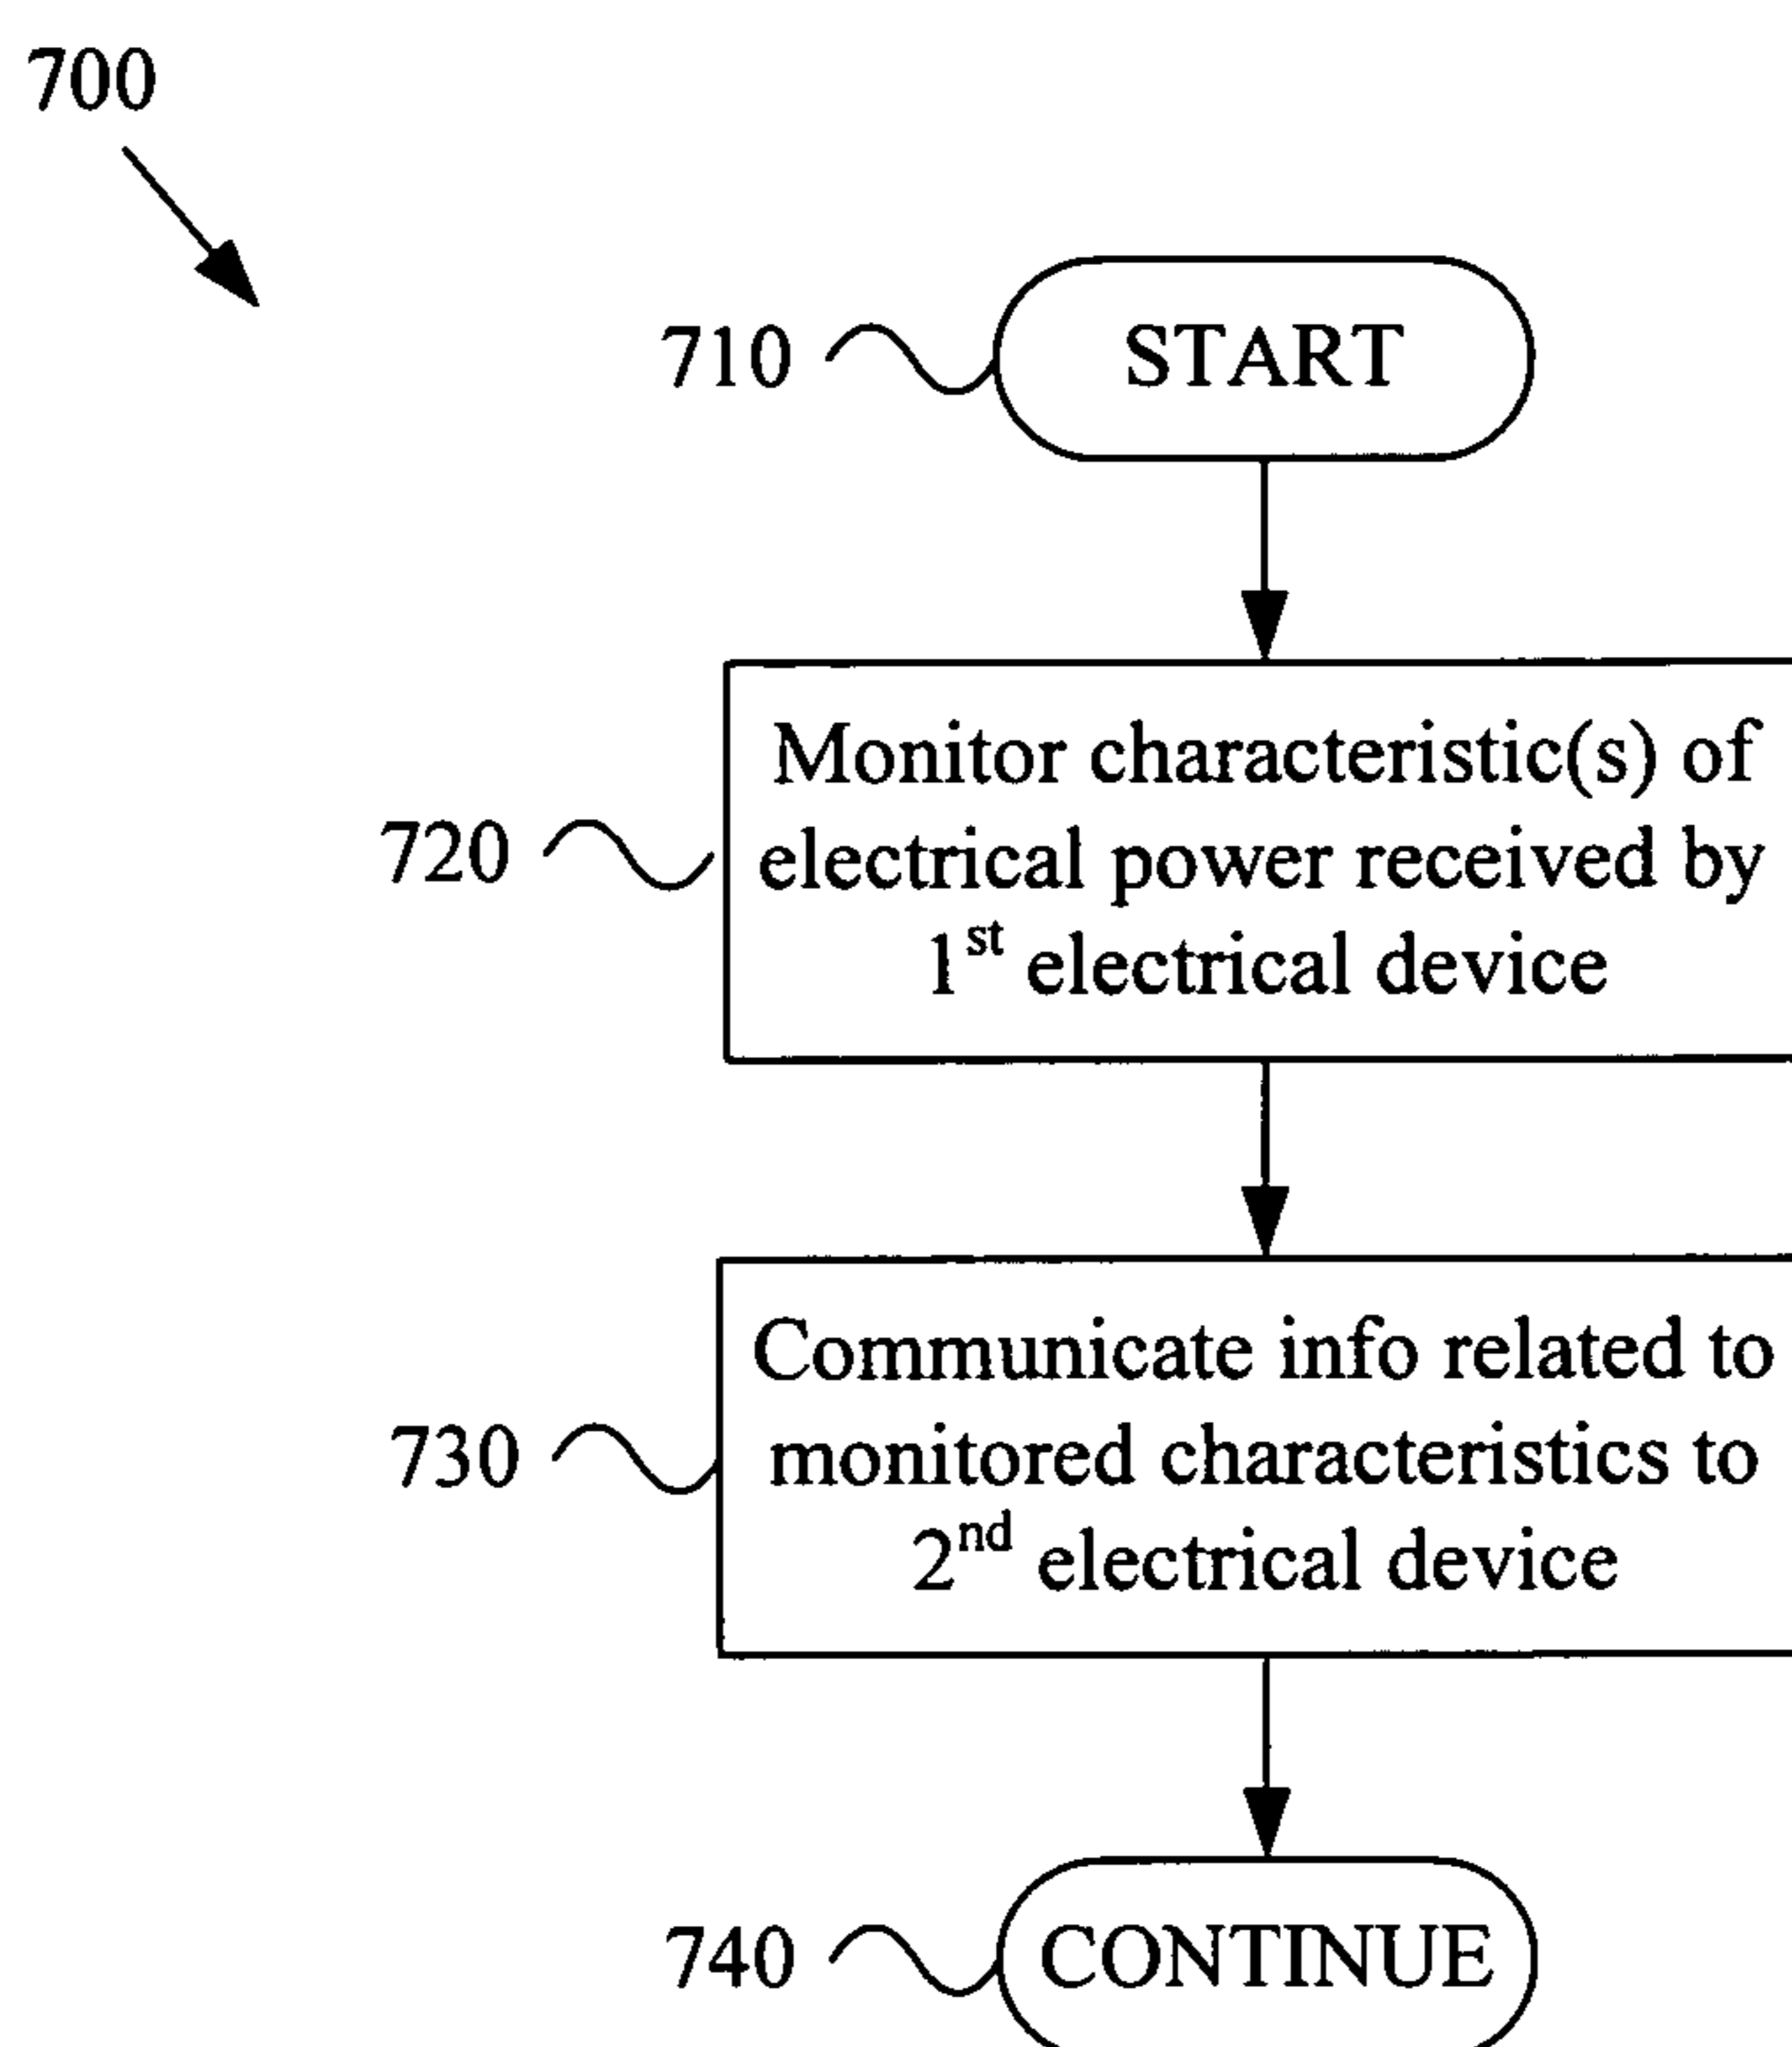 700
710
START
Monitor characteristic(s) of
720
electrical power received by
1st electrical device
Communicate info related to
730
monitored characteristics to
2nd electrical device
740
CONTINUE